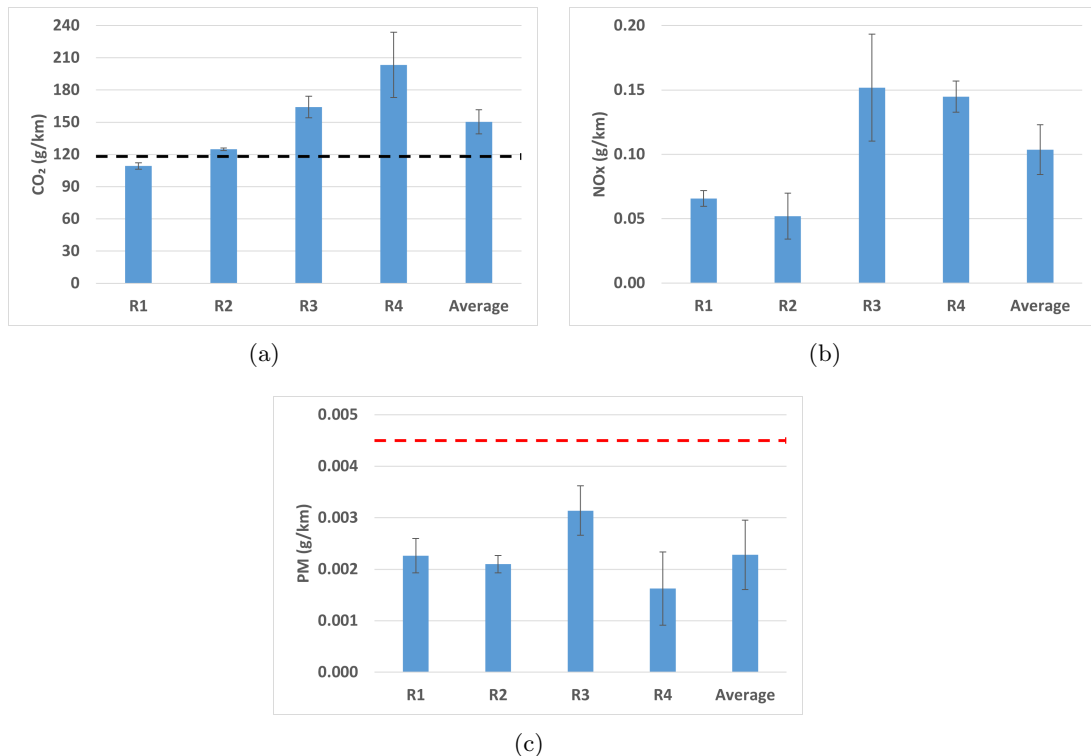 CO₂ (g/km)
240
210
180
150
120
90
60
30
0
R1 R2 R3 R4 Average
(a)
NOx (g/km)
0.20
0.15
0.10
0.05
0.00
R1 R2 R3 R4 Average
(b)
PM (g/km)
0.005
0.004
0.003
0.002
0.001
0.000
R1 R2 R3 R4 Average
(c)